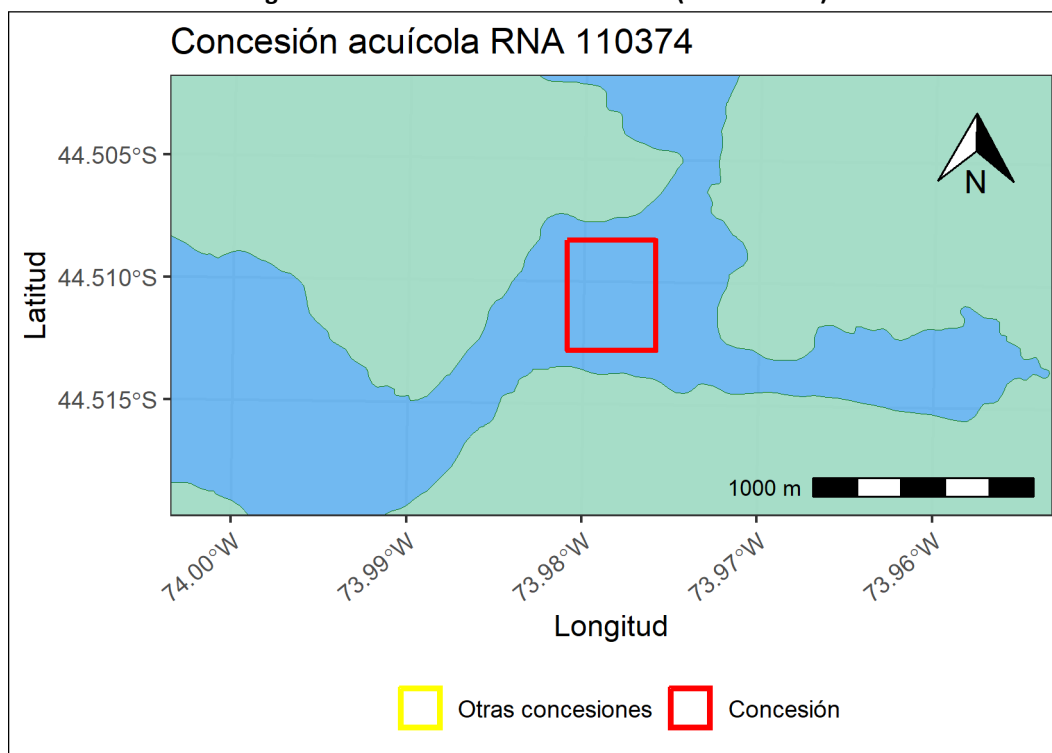 Concesión acuícola RNA 110374
44.505°S
44.510°S
44.515°S
Latitud
N
1000 m
74.00°W
73.99°W
73.98°W
73.97°W
73.96°W
Longitud
Otras concesiones
Concesión